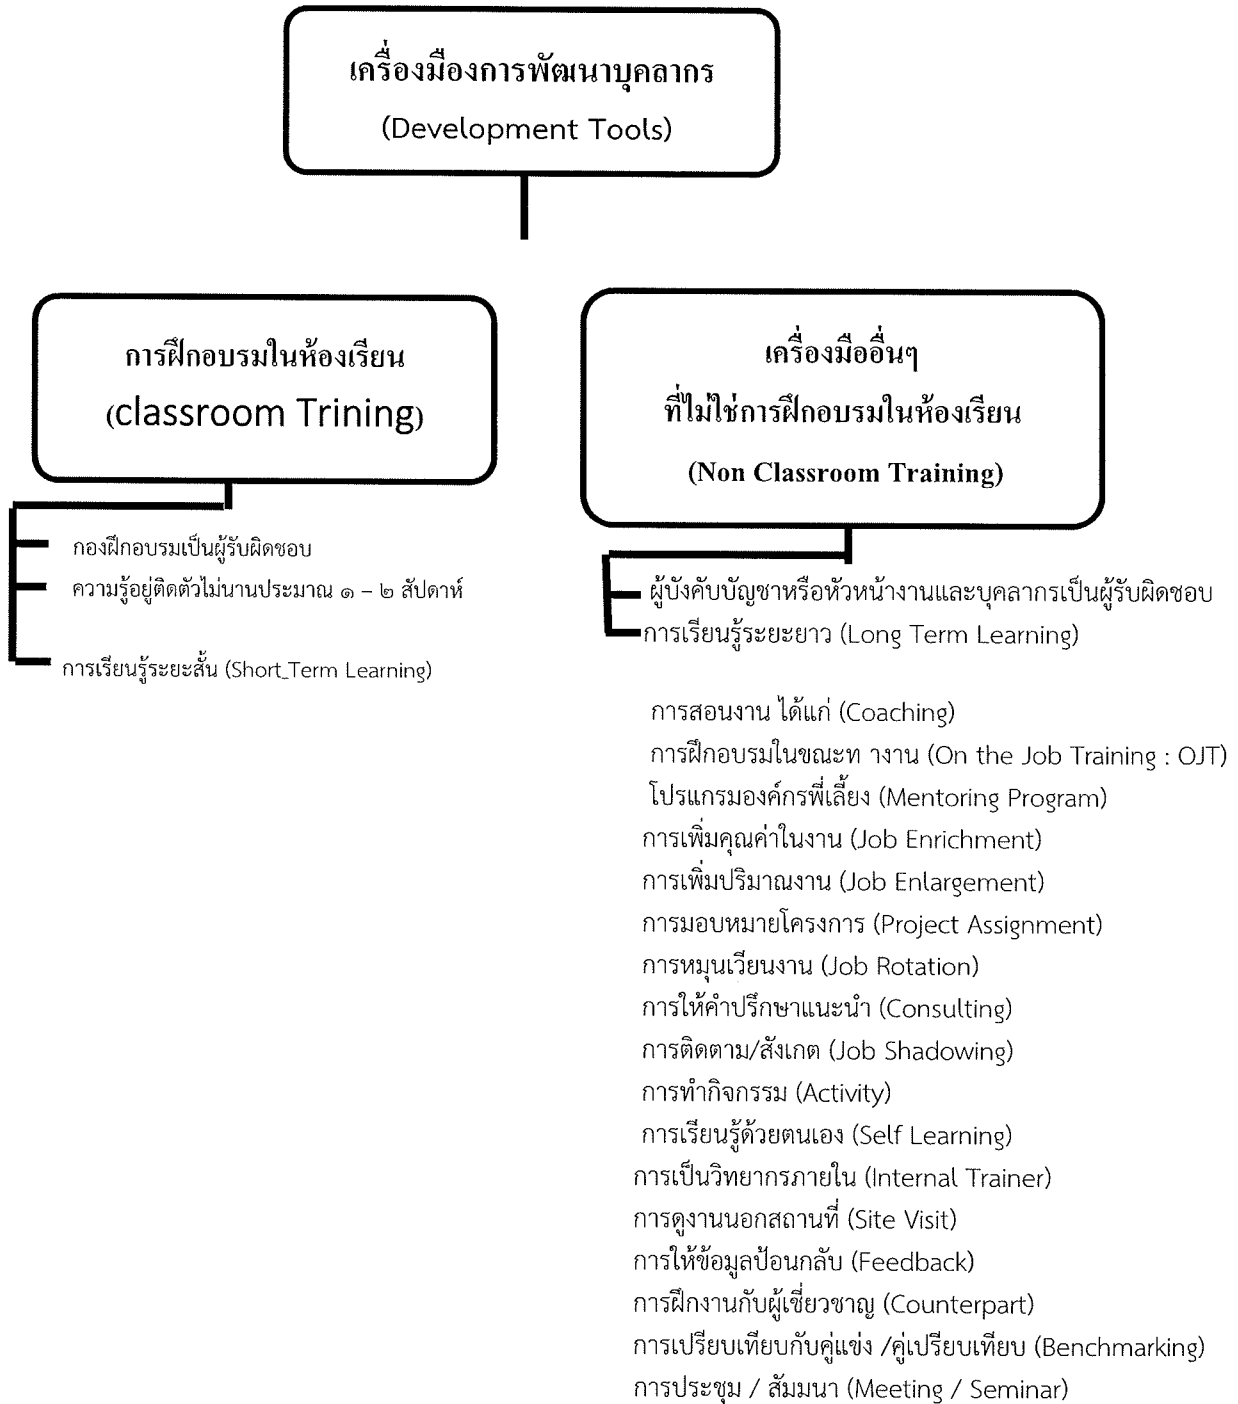 เครื่องมืองการพัฒนาบุคลากร
(Development Tools)
การฝึกอบรมในห้องเรียน
(classroom Trining)
กองฝึกอบรมเป็นผู้รับผิดชอบ
ความรู้อยู่ติดตัวไม่นานประมาณ ๑ – ๒ สัปดาห์
การเรียนรู้ระยะสั้น (Short_Term Learning)
เครื่องมืออื่นๆ
ที่ไม่ใช่การฝึกอบรมในห้องเรียน
(Non Classroom Training)
ผู้บังคับบัญชาหรือหัวหน้างานและบุคลากรเป็นผู้รับผิดชอบ
การเรียนรู้ระยะยาว (Long Term Learning)
การสอนงาน ได้แก่ (Coaching)
การฝึกอบรมในขณะท างาน (On the Job Training : OJT)
โปรแกรมองค์กรพี่เลี้ยง (Mentoring Program)
การเพิ่มคุณค่าในงาน (Job Enrichment)
การเพิ่มปริมาณงาน (Job Enlargement)
การมอบหมายโครงการ (Project Assignment)
การหมุนเวียนงาน (Job Rotation)
การให้คำปรึกษาแนะนำ (Consulting)
การติดตาม/สังเกต (Job Shadowing)
การทำกิจกรรม (Activity)
การเรียนรู้ด้วยตนเอง (Self Learning)
การเป็นวิทยากรภายใน (Internal Trainer)
การดูงานนอกสถานที่ (Site Visit)
การให้ข้อมูลป้อนกลับ (Feedback)
การฝึกงานกับผู้เชี่ยวชาญ (Counterpart)
การเปรียบเทียบกับคู่แข่ง /คู่เปรียบเทียบ (Benchmarking)
การประชุม / สัมมนา (Meeting / Seminar)